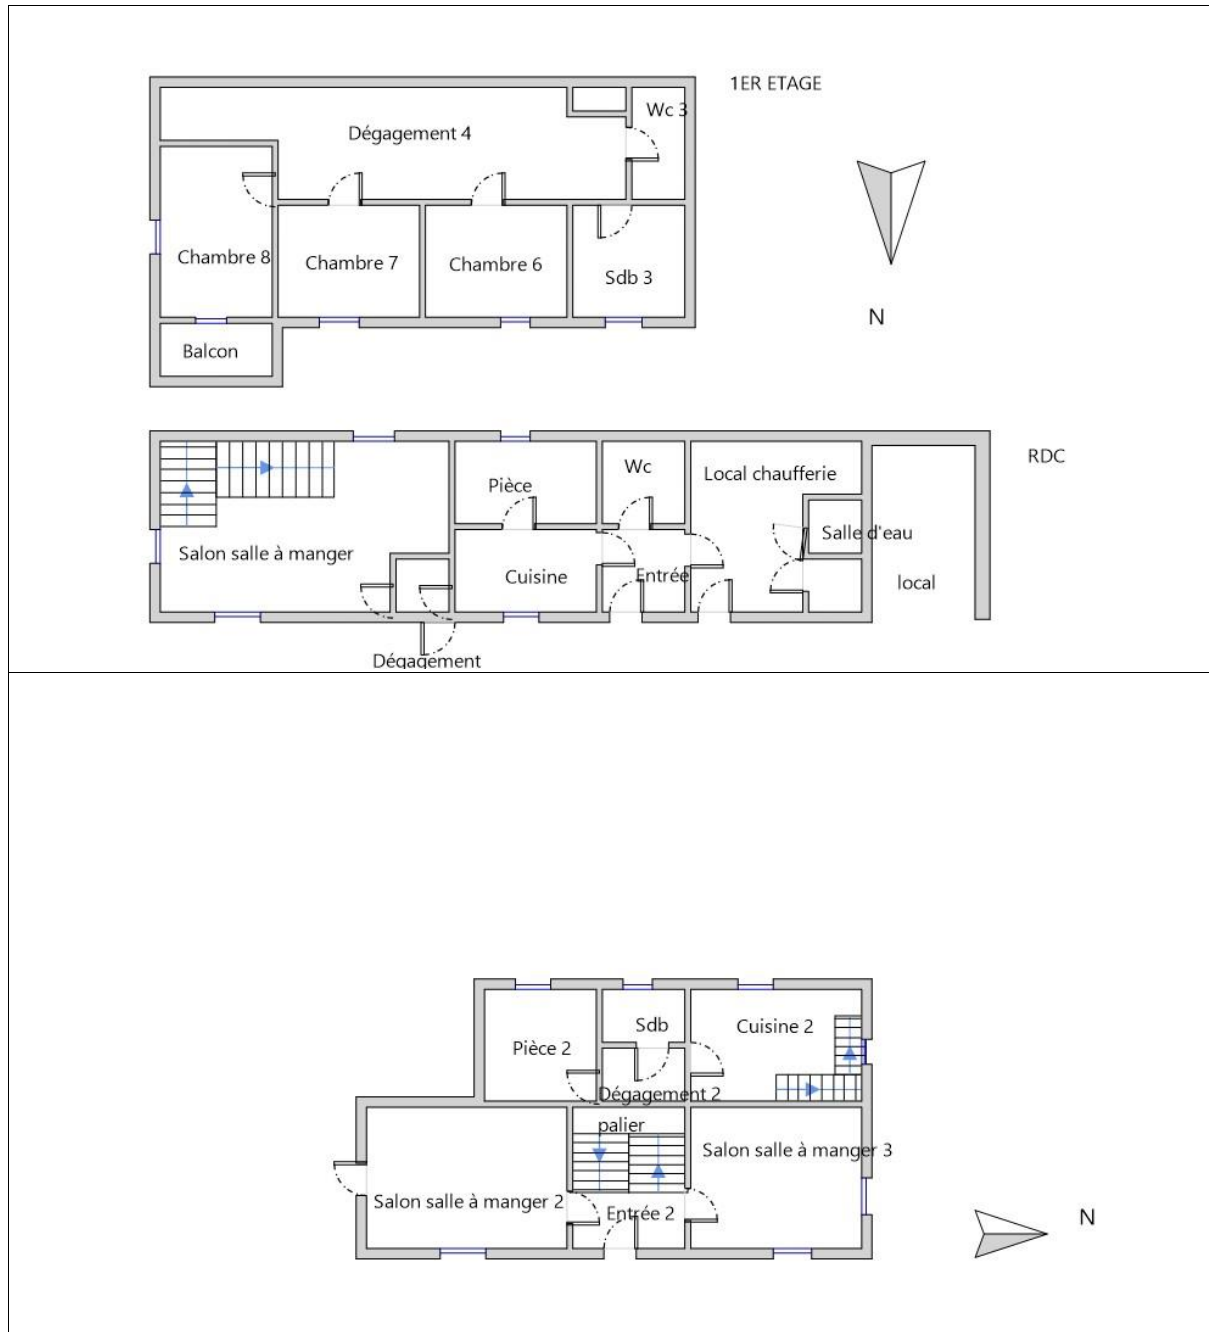 1ER ETAGE
Wc 3
Dégagement 4
Chambre 8
Chambre 7
Chambre 6
Sdb 3
N
Balcon
RDC
Wc
Local chaufferie
Pièce
Salle d'eau
Salon salle à manger
Cuisine
Entrée
local
Dégagement
Sdb
Cuisine 2
Pièce 2
Dégagement 2
palier
Salon salle à manger 3
Salon salle à manger 2
Entrée 2
N